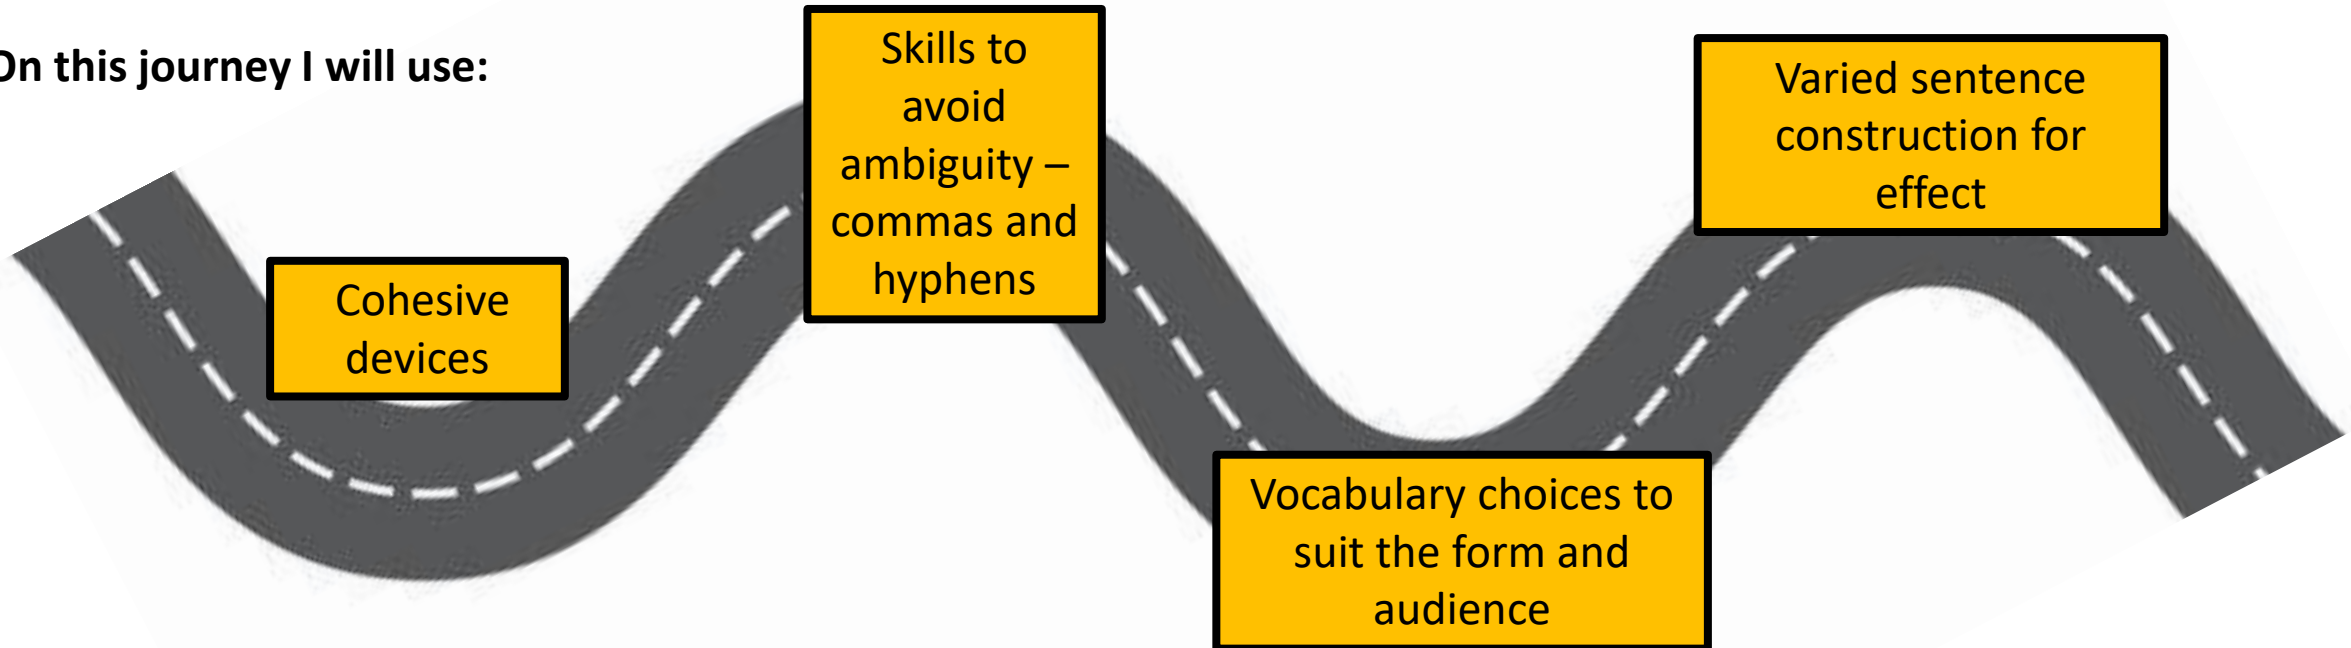 On this journey I will use:
Cohesive
devices
Skills to
avoid
ambiguity –
commas and
hyphens
Vocabulary choices to
suit the form and
audience
Varied sentence
construction for
effect